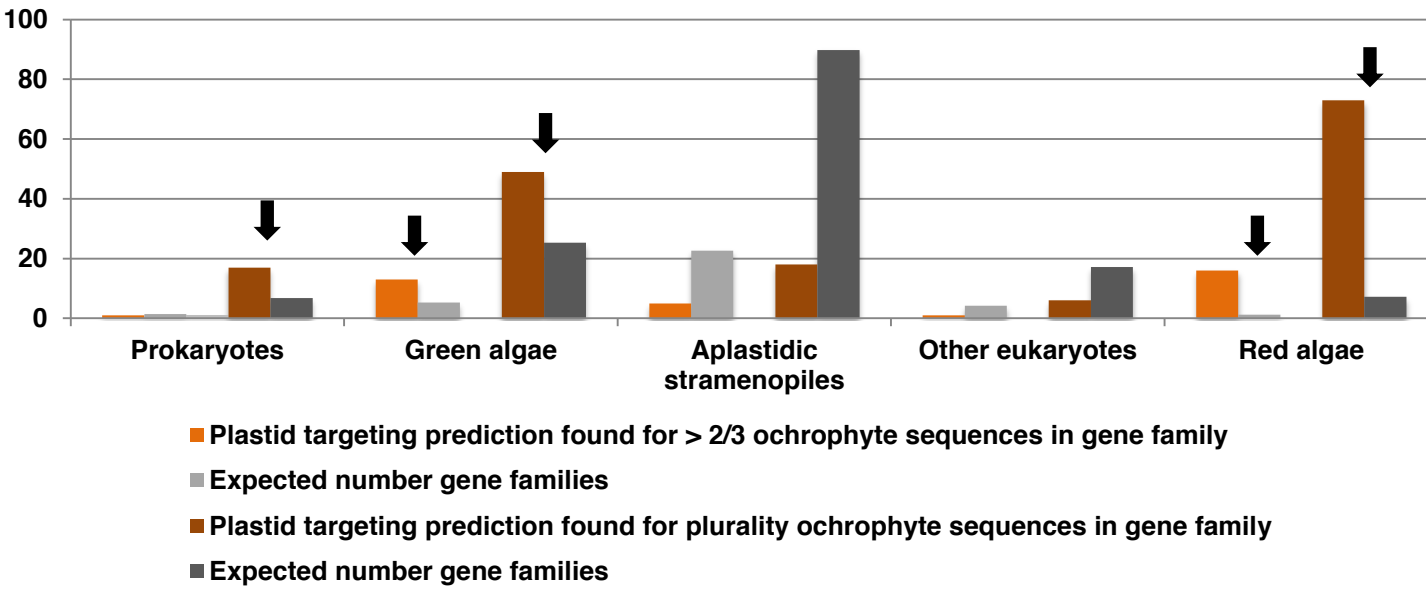 100
80
60
40
20
0
Prokaryotes
Green algae
Aplastidic
stramenopiles
Other eukaryotes
Red algae
Plastid targeting prediction found for > 2/3 ochrophyte sequences in gene family
Expected number gene families
Plastid targeting prediction found for plurality ochrophyte sequences in gene family
Expected number gene families